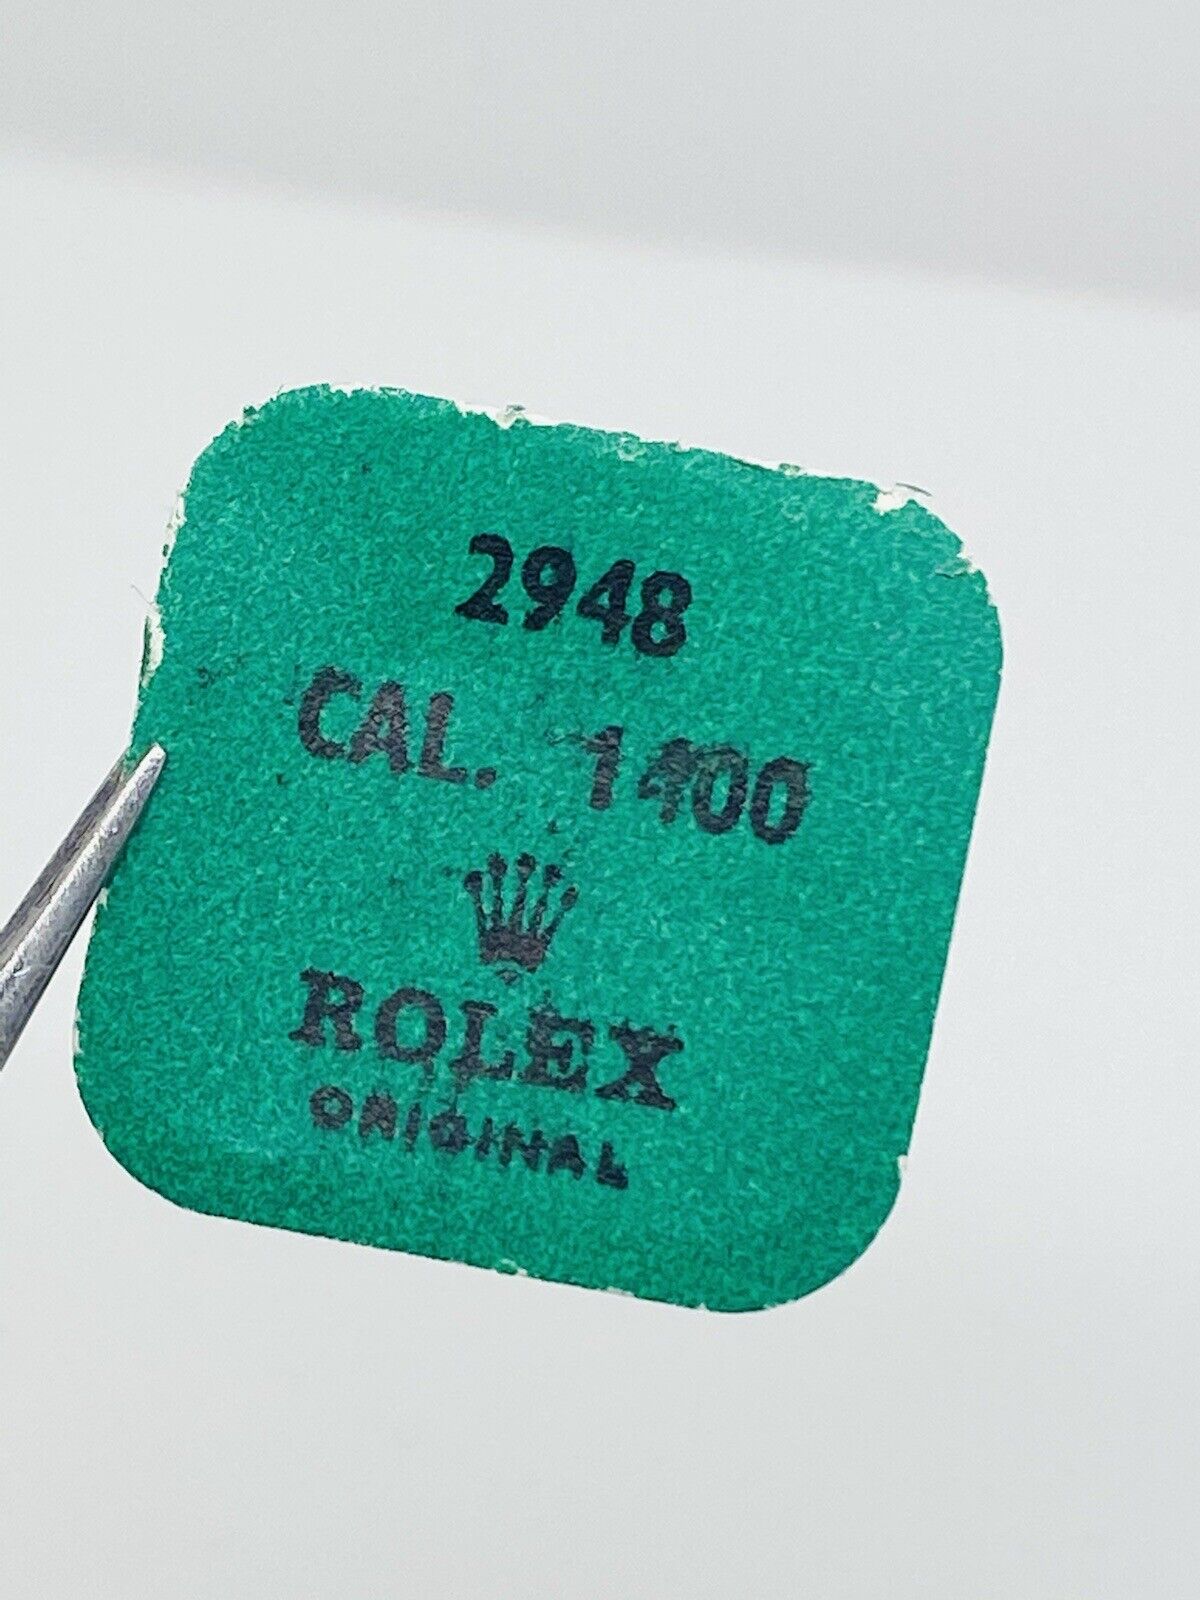 2948
CAL. 1400
ROLEX
ORIGINAL